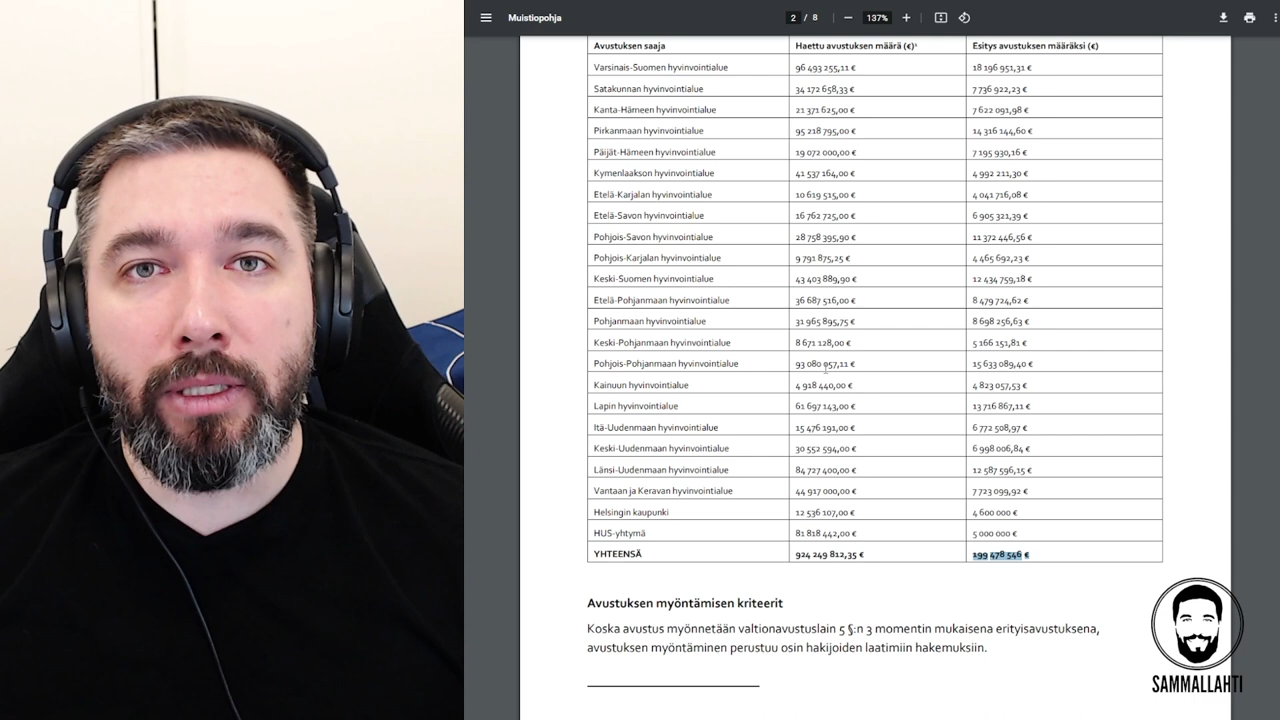 Muistiopohja 2 / 8 137%
Avustuksen saaja Haettu avustuksen määrä (€)¹ Esitys avustuksen määräksi (€)
Varsinais-Suomen hyvinvointialue 96 493 255,11 € 18 196 951,31 €
Satakunnan hyvinvointialue 34 172 658,33 € 7 736 922,23 €
Kanta-Hämeen hyvinvointialue 21 371 625,00 € 7 622 091,98 €
Pirkanmaan hyvinvointialue 95 218 795,00 € 14 316 144,60 €
Päijät-Hämeen hyvinvointialue 19 072 000,00 € 7 195 930,16 €
Kymenlaakson hyvinvointialue 41 537 164,00 € 4 992 211,30 €
Etelä-Karjalan hyvinvointialue 10 619 515,00 € 4 041 716,08 €
Etelä-Savon hyvinvointialue 16 762 725,00 € 6 905 321,39 €
Pohjois-Savon hyvinvointialue 28 758 395,90 € 11 372 446,56 €
Pohjois-Karjalan hyvinvointialue 9 791 875,25 € 4 465 692,23 €
Keski-Suomen hyvinvointialue 43 403 889,90 € 12 434 759,18 €
Etelä-Pohjanmaan hyvinvointialue 36 687 516,00 € 8 479 724,62 €
Pohjanmaan hyvinvointialue 31 965 895,75 € 8 698 256,63 €
Keski-Pohjanmaan hyvinvointialue 8 671 128,00 € 5 166 151,81 €
Pohjois-Pohjanmaan hyvinvointialue 93 080 957,11 € 15 633 089,40 €
Kainuun hyvinvointialue 4 918 440,00 € 4 823 057,53 €
Lapin hyvinvointialue 61 697 143,00 € 13 716 867,11 €
Itä-Uudenmaan hyvinvointialue 15 476 191,00 € 6 772 508,97 €
Keski-Uudenmaan hyvinvointialue 30 552 594,00 € 6 998 006,84 €
Länsi-Uudenmaan hyvinvointialue 84 727 400,00 € 12 587 596,15 €
Vantaan ja Keravan hyvinvointialue 44 917 000,00 € 7 723 099,92 €
Helsingin kaupunki 12 536 107,00 € 4 600 000 €
HUS-yhtymä 81 818 442,00 € 5 000 000 €
YHTEENSÄ 924 249 812,35 € 199 478 546 €
Avustuksen myöntämisen kriteerit
Koska avustus myönnetään valtionavustuslain 5 §:n 3 momentin mukaisena erityisavustuksena,
avustuksen myöntäminen perustuu osin hakijoiden laatimiin hakemuksiin.
SAMMALLAHTI